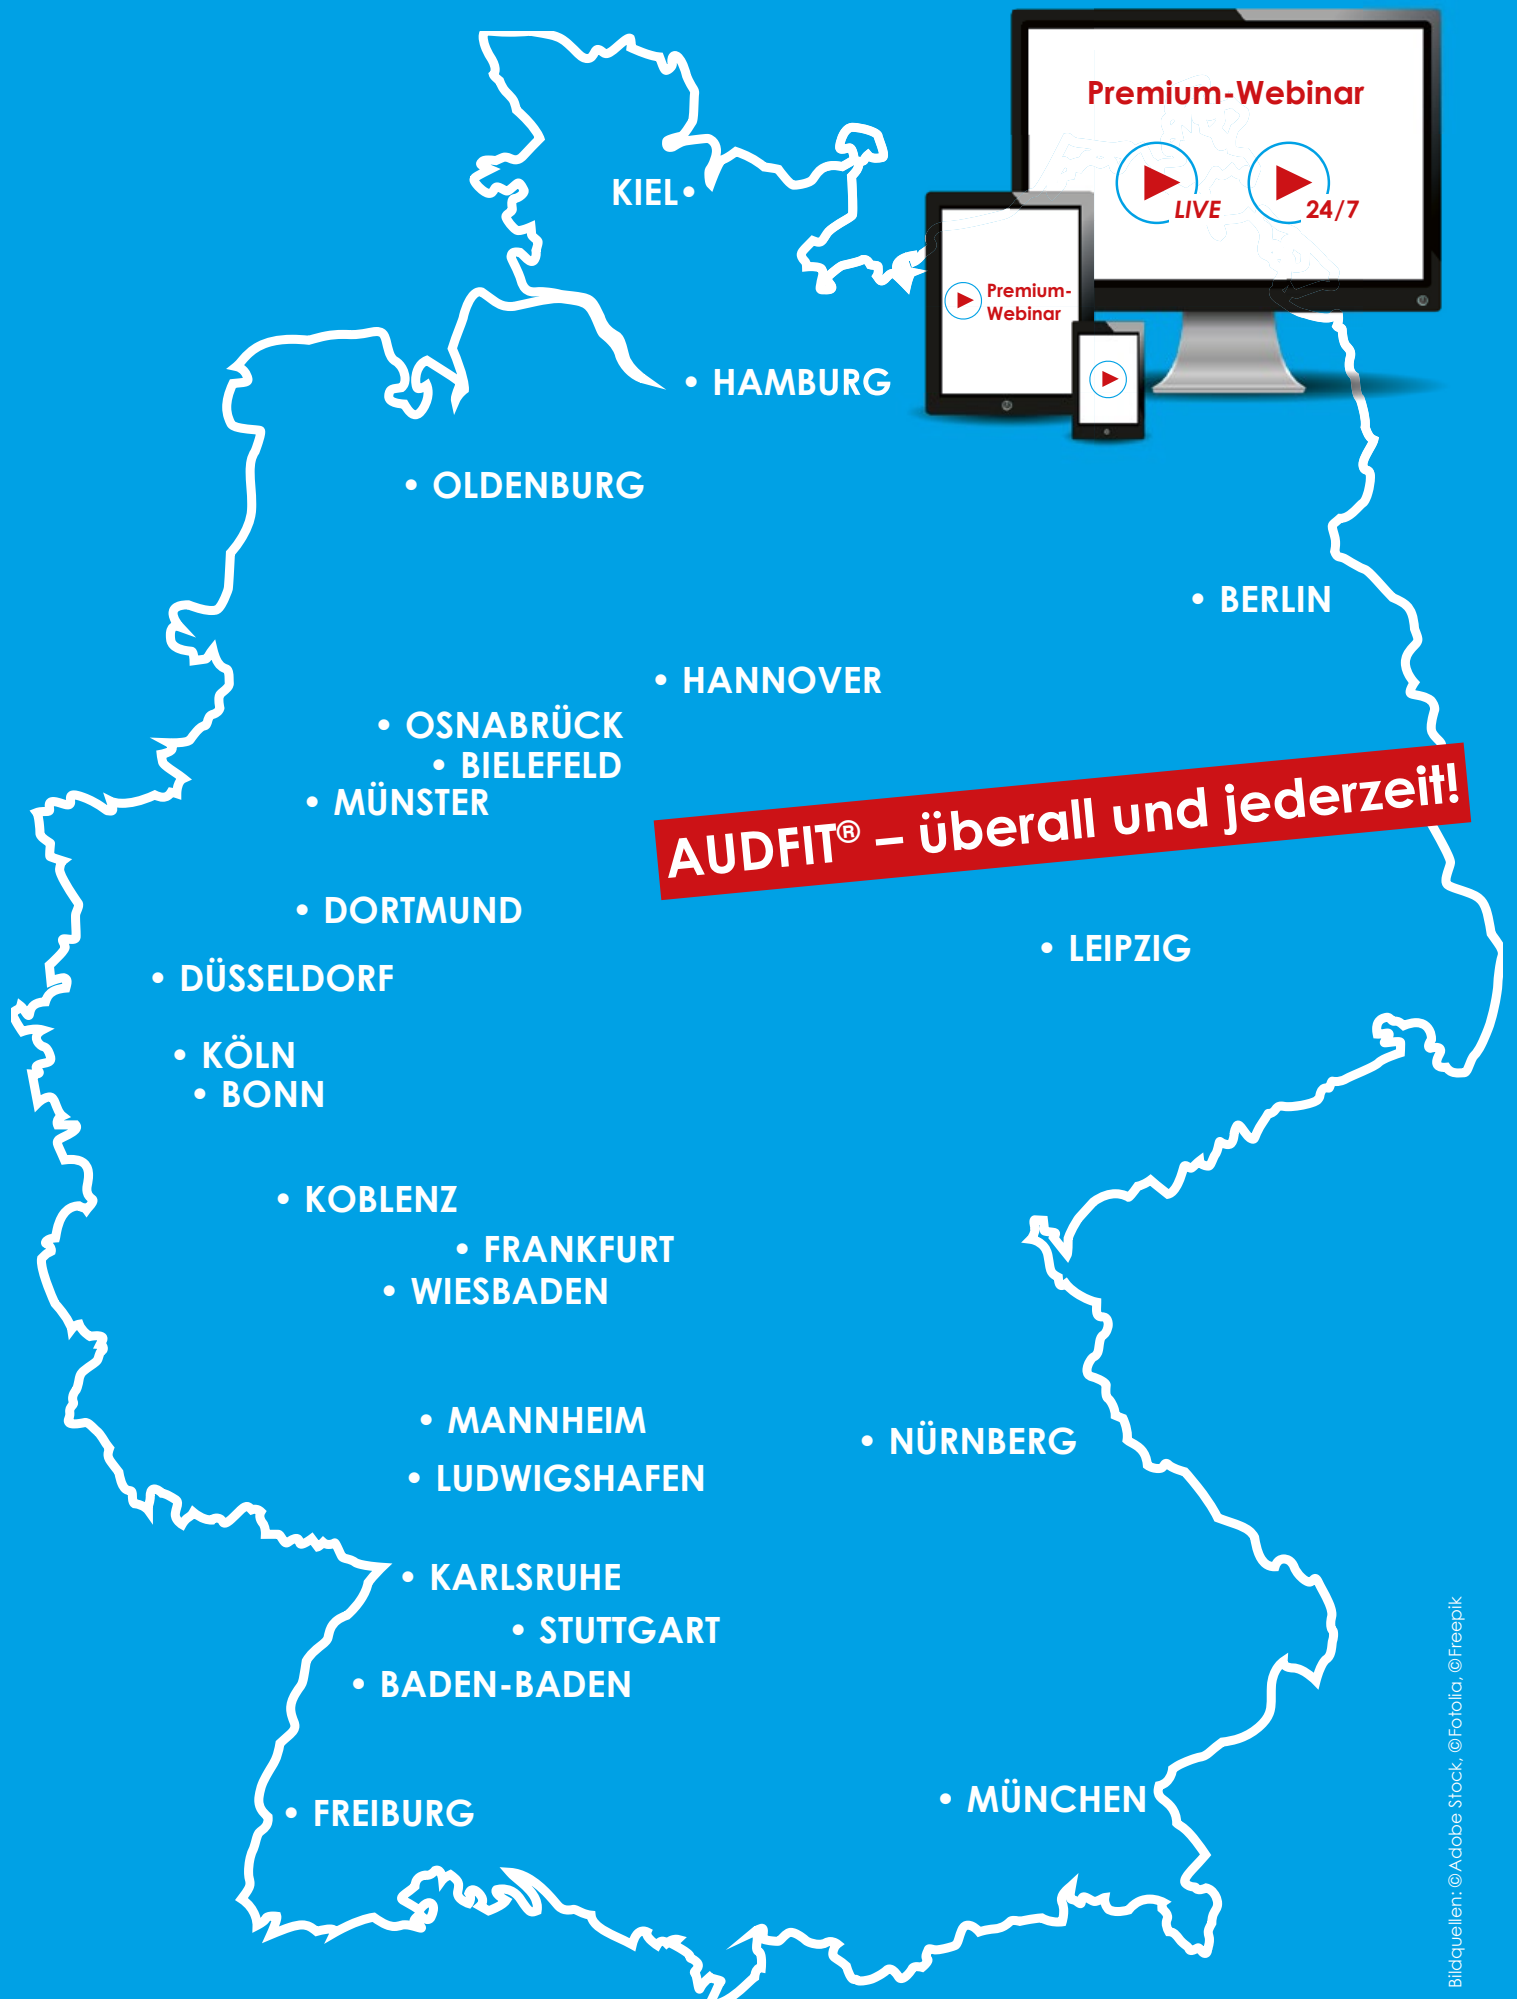 Premium-Webinar
LIVE
24/7
Premium-
Webinar
KIEL
HAMBURG
OLDENBURG
BERLIN
HANNOVER
OSNABRÜCK
BIELEFELD
MÜNSTER
AUDFIT® – überall und jederzeit!
DORTMUND
LEIPZIG
DÜSSELDORF
KÖLN
BONN
KOBLENZ
FRANKFURT
WIESBADEN
MANNHEIM
NÜRNBERG
LUDWIGSHAFEN
KARLSRUHE
STUTTGART
BADEN-BADEN
MÜNCHEN
FREIBURG
Bildquellen: ©Adobe Stock, ©Fotolia, ©Freepik